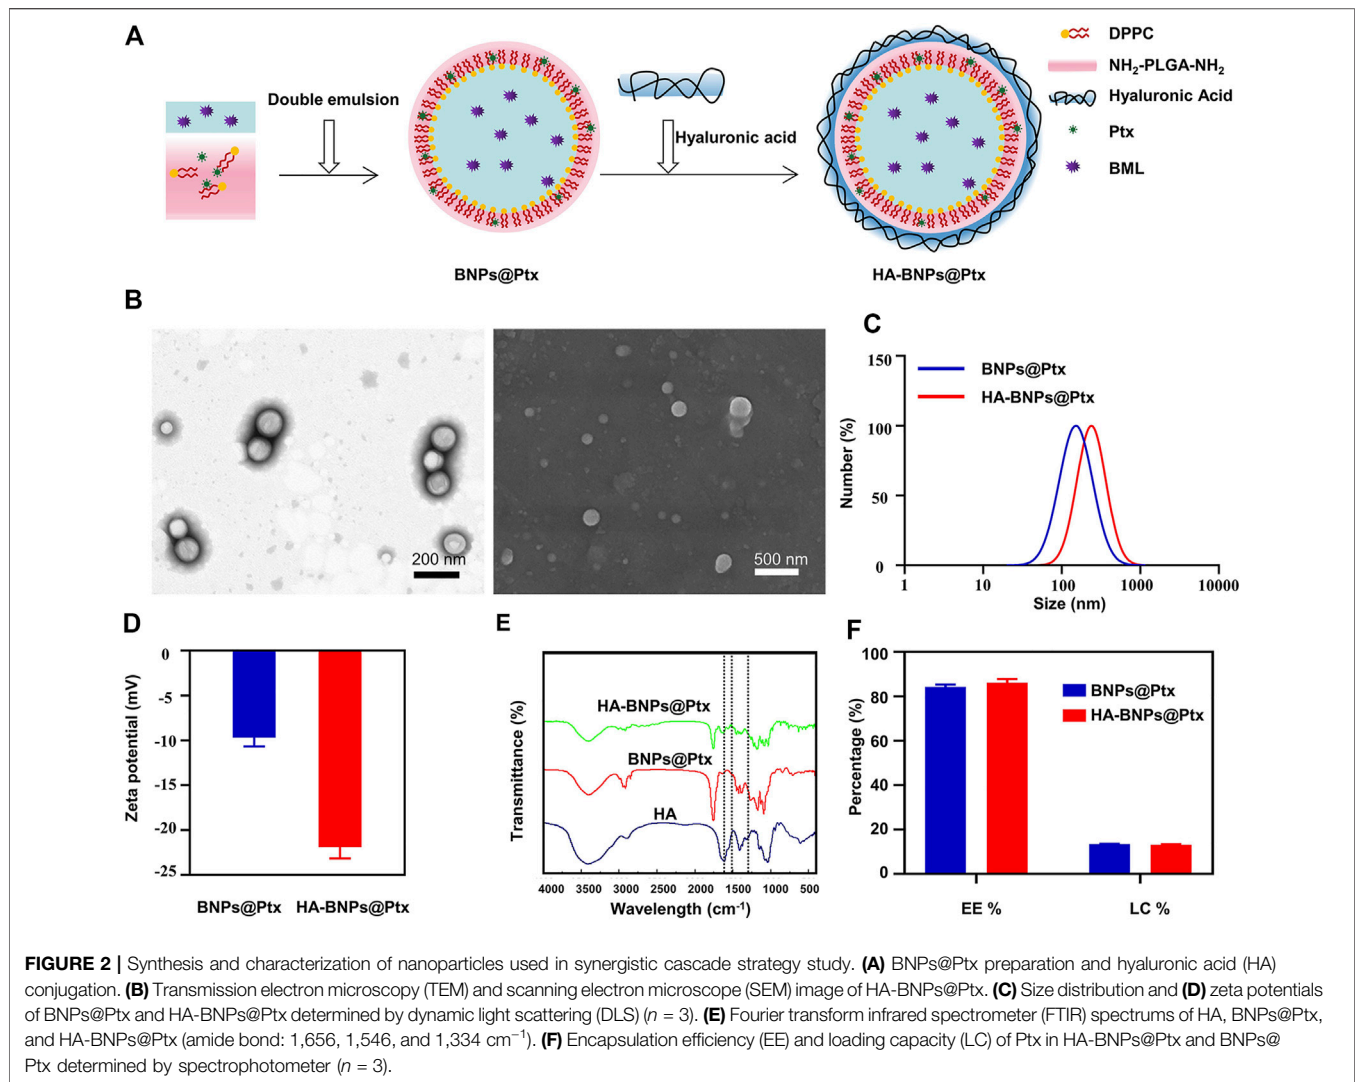 A
Double emulsion
Hyaluronic acid
BNPs@Ptx
HA-BNPs@Ptx
DPPC
NH2-PLGA-NH2
Hyaluronic Acid
Ptx
BML
B
200 nm
500 nm
C
150
100
50
0
Number (%)
BNPs@Ptx
HA-BNPs@Ptx
1
10
100
1000
10000
Size (nm)
D
0
-5
-10
-15
-20
-25
Zeta potential (mV)
BNPs@Ptx
HA-BNPs@Ptx
E
Transmittance (%)
HA-BNPs@Ptx
BNPs@Ptx
HA
4000 3500 3000 2500 2000 1500 1000 500
Wavelength (cm-1)
F
100
80
60
40
20
0
Percentage (%)
BNPs@Ptx
HA-BNPs@Ptx
EE %
LC %
FIGURE 2 | Synthesis and characterization of nanoparticles used in synergistic cascade strategy study. (A) BNPs@Ptx preparation and hyaluronic acid (HA)
conjugation. (B) Transmission electron microscopy (TEM) and scanning electron microscope (SEM) image of HA-BNPs@Ptx. (C) Size distribution and (D) zeta potentials
of BNPs@Ptx and HA-BNPs@Ptx determined by dynamic light scattering (DLS) (n = 3). (E) Fourier transform infrared spectrometer (FTIR) spectrums of HA, BNPs@Ptx,
and HA-BNPs@Ptx (amide bond: 1,656, 1,546, and 1,334 cm−1). (F) Encapsulation efficiency (EE) and loading capacity (LC) of Ptx in HA-BNPs@Ptx and BNPs@
Ptx determined by spectrophotometer (n = 3).